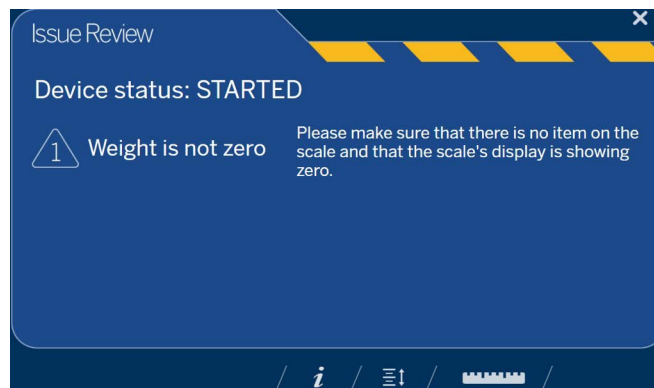 Issue Review
Device status: STARTED
1 Weight is not zero
Please make sure that there is no item on the
scale and that the scale's display is showing
zero.
i